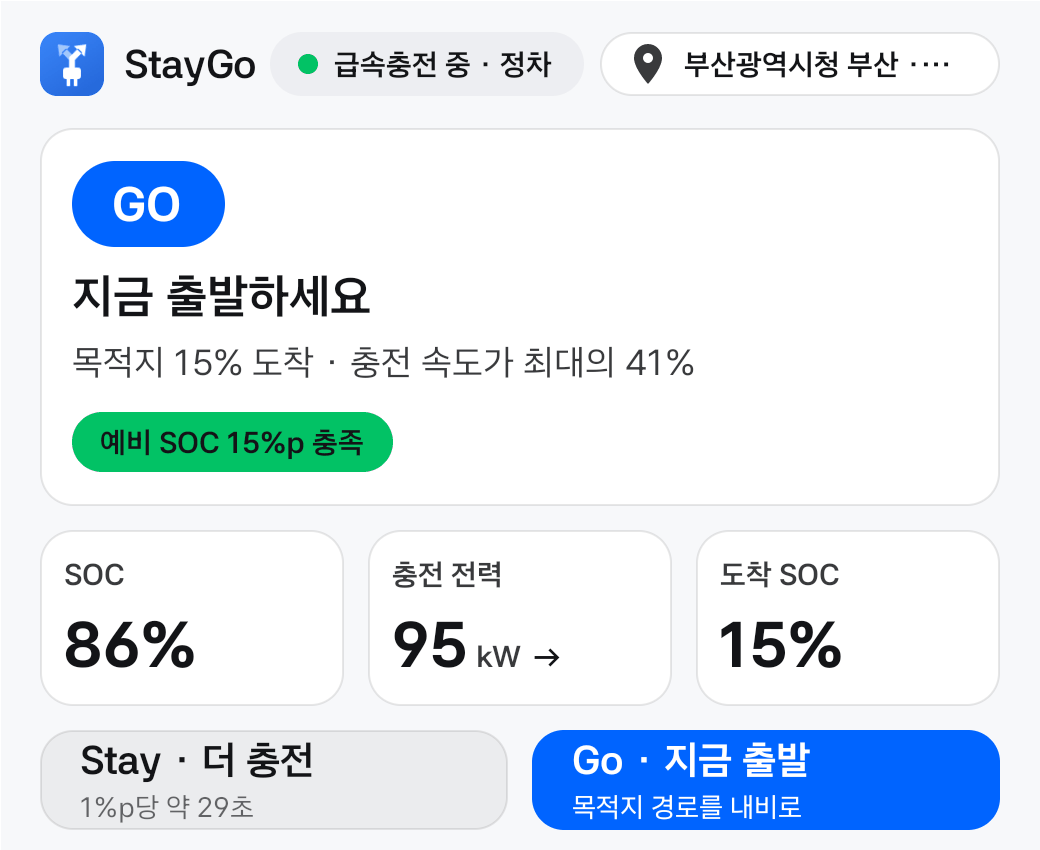 StayGo
급속충전 중 · 정차
부산광역시청 부산 ····
GO
지금 출발하세요
목적지 15% 도착 · 충전 속도가 최대의 41%
예비 SOC 15%p 충족
SOC
86%
충전 전력
95 kW →
도착 SOC
15%
Stay · 더 충전
1%p당 약 29초
Go · 지금 출발
목적지 경로를 내비로